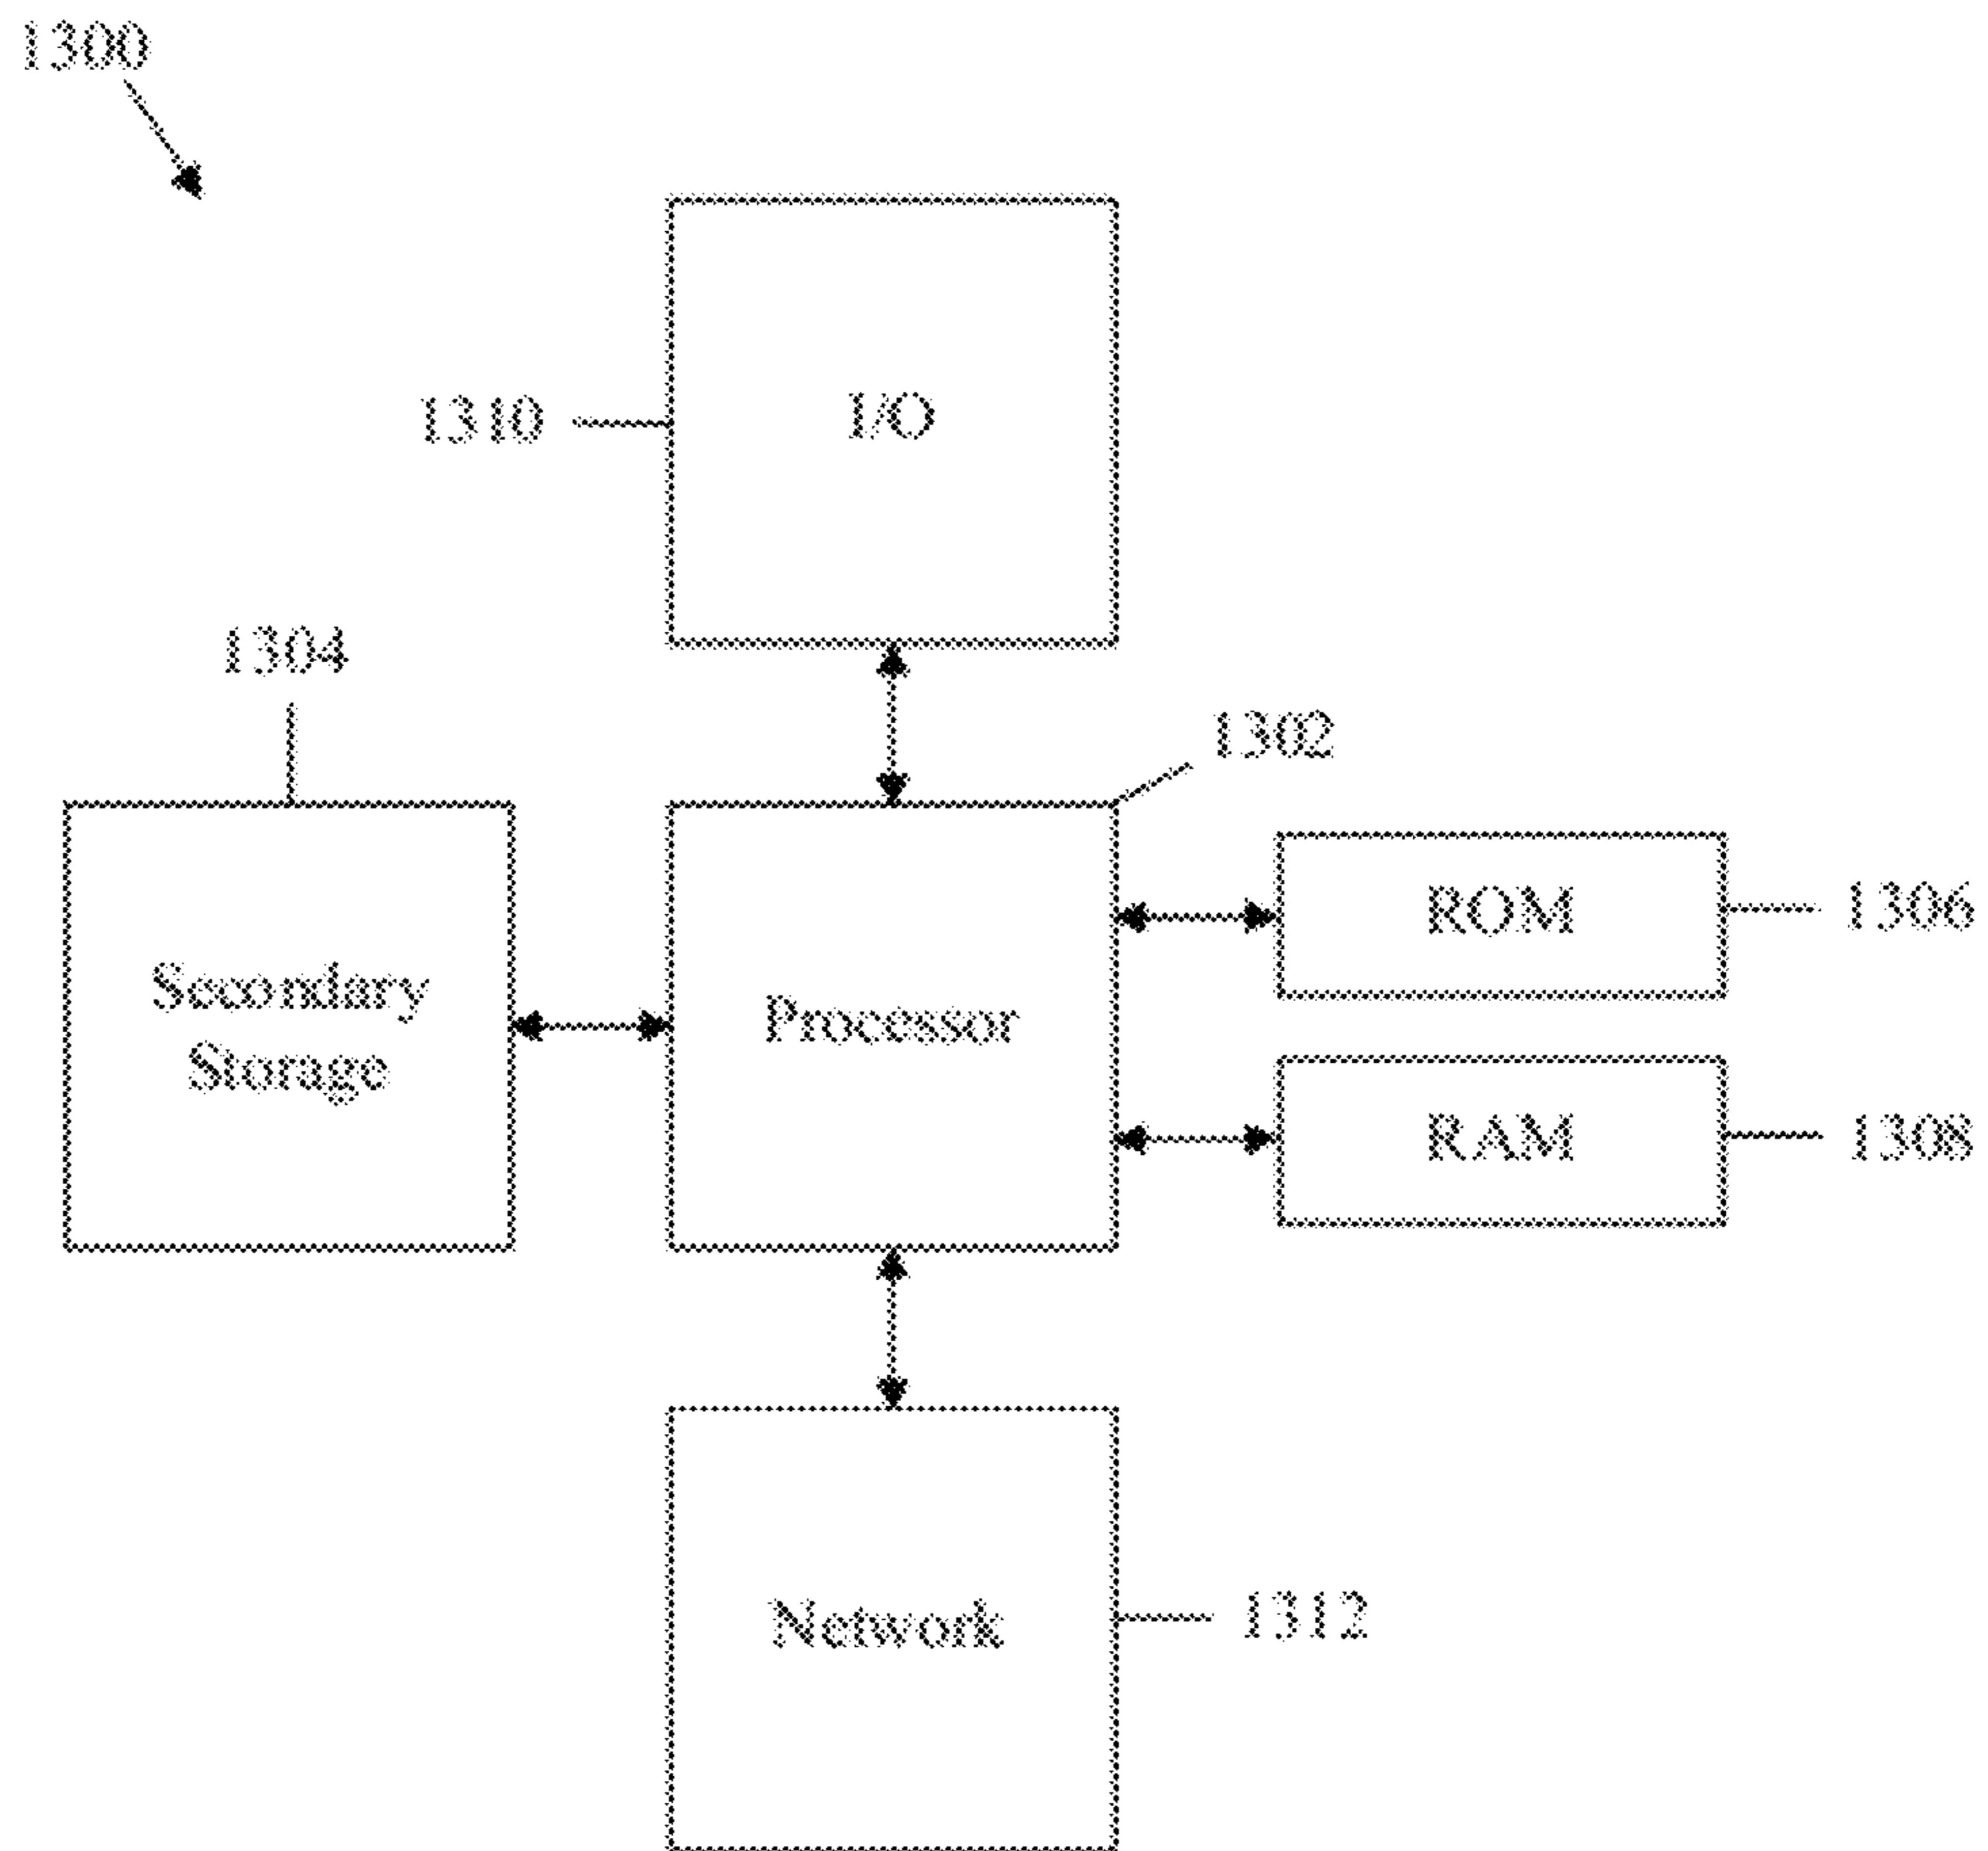 1300
1310
I/O
1304
1302
ROM
1306
Secondary
Storage
Processor
RAM
1308
Network
1312